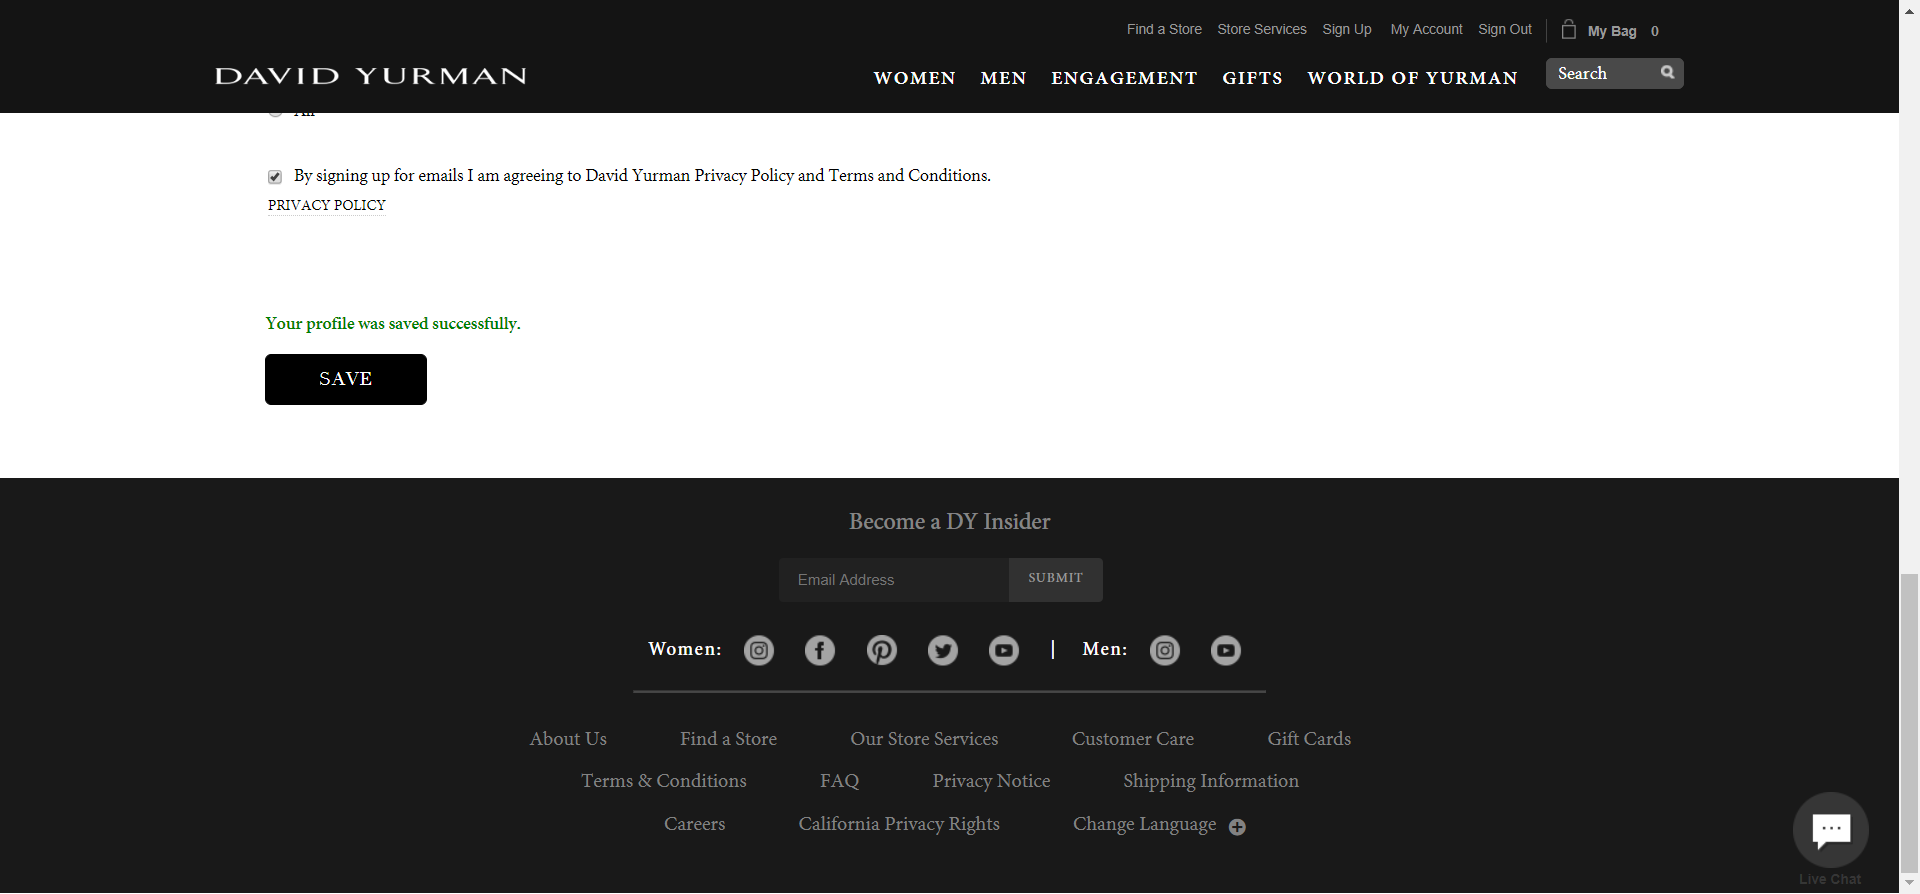 Find a Store Store Services Sign Up My Account Sign Out My Bag 0
DAVID YURMAN
WOMEN MEN ENGAGEMENT GIFTS WORLD OF YURMAN Search
By signing up for emails I am agreeing to David Yurman Privacy Policy and Terms and Conditions.
PRIVACY POLICY
Your profile was saved successfully.
SAVE
Become a DY Insider
Email Address SUBMIT
Women: | Men:
About Us Find a Store Our Store Services Customer Care Gift Cards
Terms & Conditions FAQ Privacy Notice Shipping Information
Careers California Privacy Rights Change Language
Live Chat